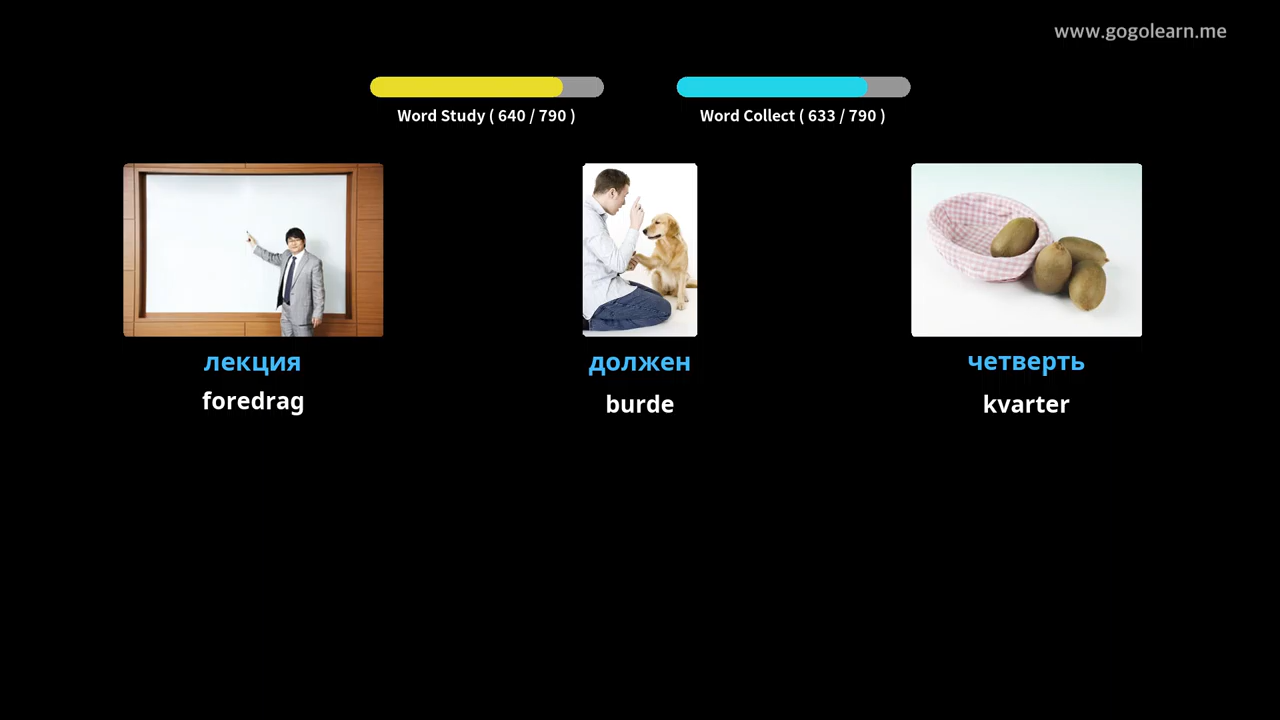 www.gogolearn.me
Word Study ( 640 / 790 )
Word Collect ( 633 / 790 )
лекция
должен
четверть
foredrag
burde
kvarter